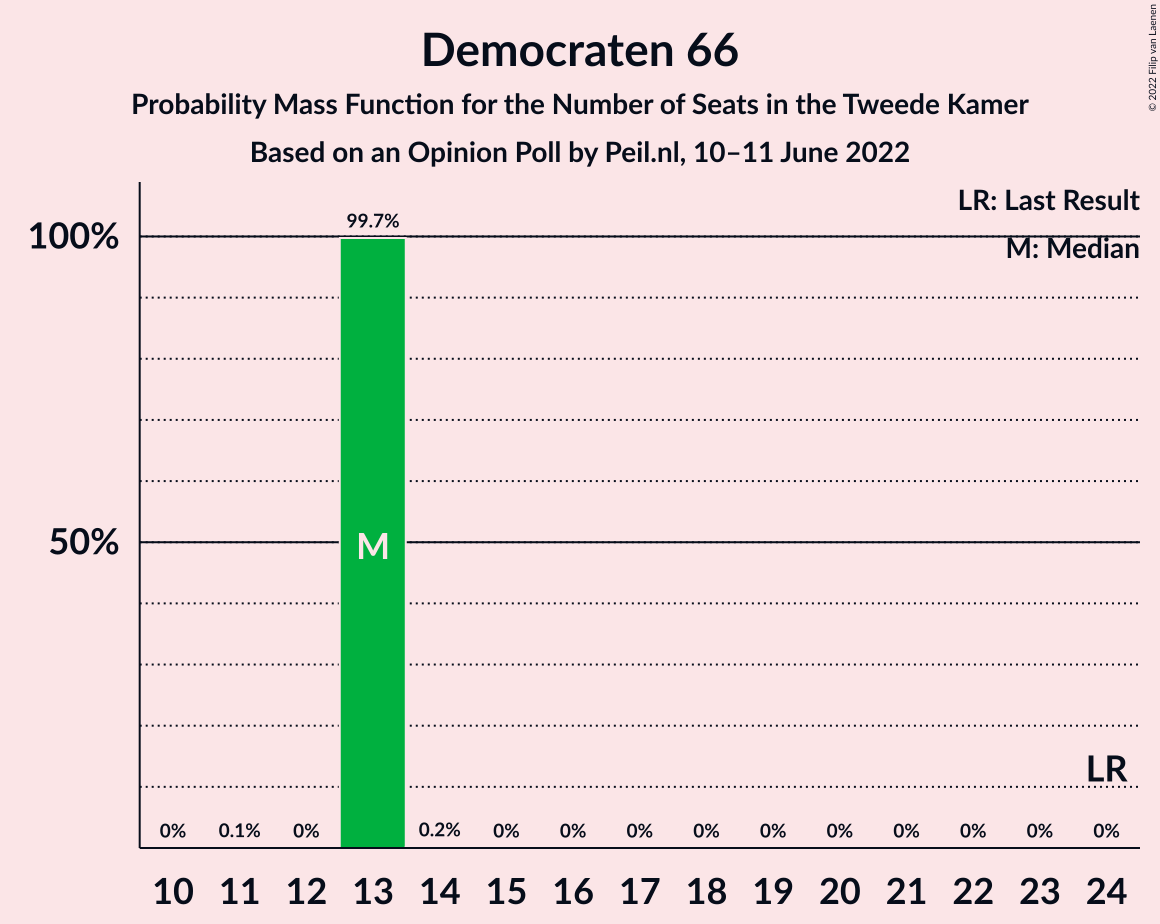 Democraten 66
Probability Mass Function for the Number of Seats in the Tweede Kamer
Based on an Opinion Poll by Peil.nl, 10–11 June 2022
© 2022 Filip van Laenen
LR: Last Result
M: Median
99.7%
100%
50%
M
LR
0% 0.1% 0% 0.2% 0% 0% 0% 0% 0% 0% 0% 0% 0% 0%
10 11 12 13 14 15 16 17 18 19 20 21 22 23 24